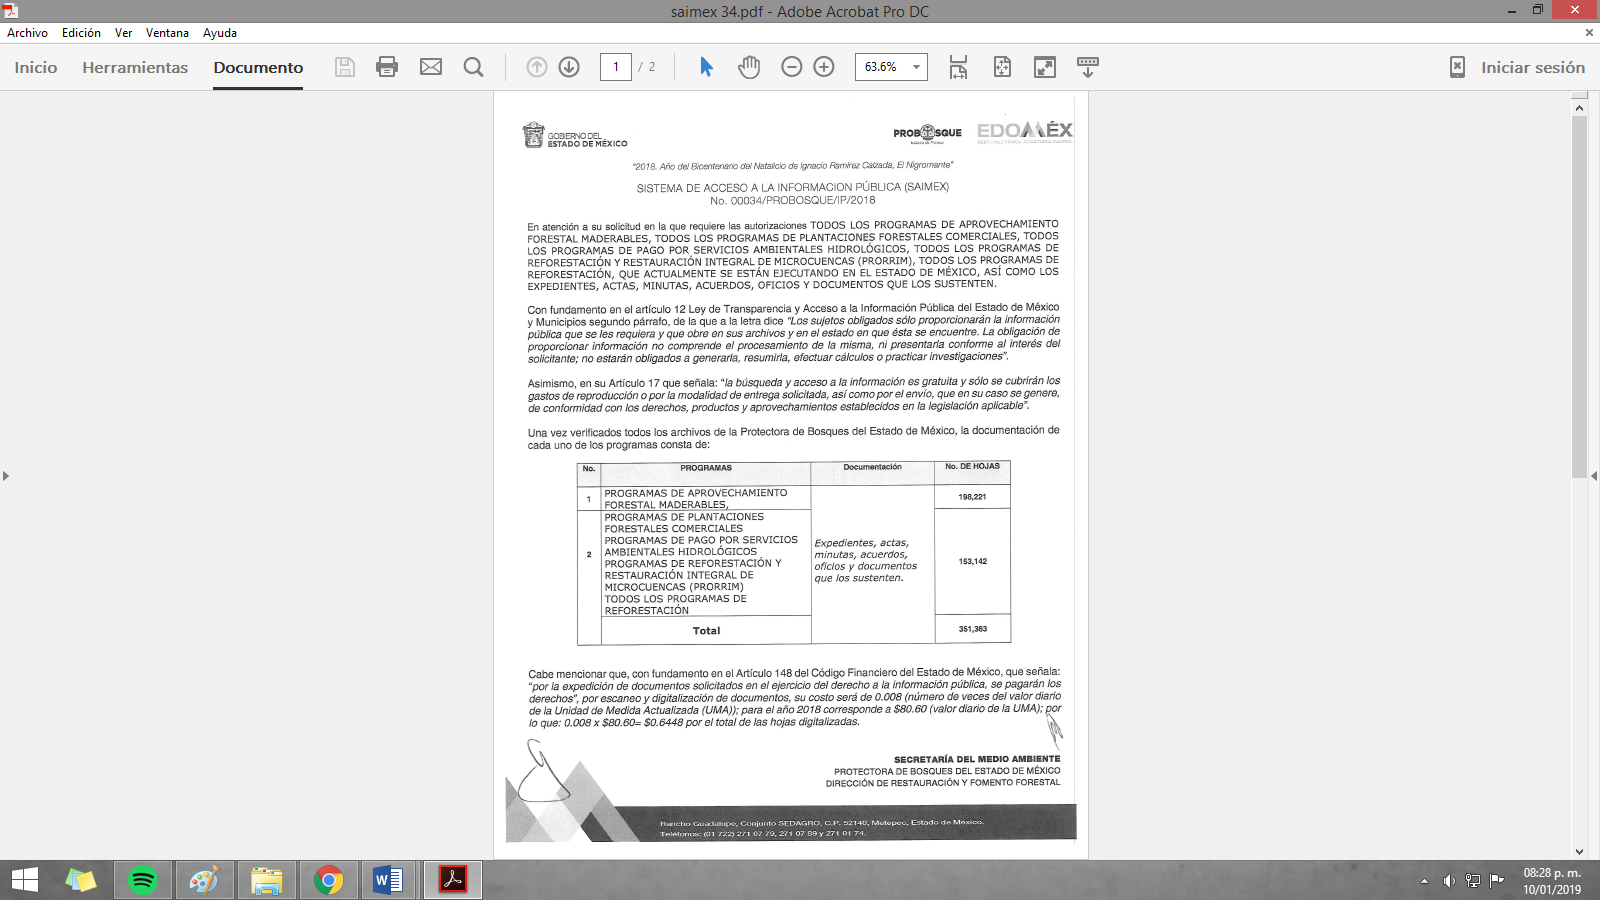 saimex 34.pdf - Adobe Acrobat Pro DC
Archivo Edición Ver Ventana Ayuda
Inicio Herramientas Documento 1 / 2 63.6% Iniciar sesión
GOBIERNO DEL
ESTADO DE MÉXICO
PROBOSQUE
EDOMÉX
"2018. Año del Bicentenario del Natalicio de Ignacio Ramírez Calzada, El Nigromante"
SISTEMA DE ACCESO A LA INFORMACION PÚBLICA (SAIMEX)
No. 00034/PROBOSQUE/IP/2018
En atención a su solicitud en la que requiere las autorizaciones TODOS LOS PROGRAMAS DE APROVECHAMIENTO
FORESTAL MADERABLES, TODOS LOS PROGRAMAS DE PLANTACIONES FORESTALES COMERCIALES, TODOS
LOS PROGRAMAS DE PAGO POR SERVICIOS AMBIENTALES HIDROLÓGICOS, TODOS LOS PROGRAMAS DE
REFORESTACIÓN Y RESTAURACIÓN INTEGRAL DE MICROCUENCAS (PRORRIM), TODOS LOS PROGRAMAS DE
REFORESTACIÓN, QUE ACTUALMENTE SE ESTÁN EJECUTANDO EN EL ESTADO DE MÉXICO, ASÍ COMO LOS
EXPEDIENTES, ACTAS, MINUTAS, ACUERDOS, OFICIOS Y DOCUMENTOS QUE LOS SUSTENTEN.
Con fundamento en el artículo 12 Ley de Transparencia y Acceso a la Información Pública del Estado de México
y Municipios segundo párrafo, de la que a la letra dice "Los sujetos obligados sólo proporcionarán la información
pública que se les requiera y que obre en sus archivos y en el estado en que ésta se encuentre. La obligación de
proporcionar información no comprende el procesamiento de la misma, ni presentarla conforme al interés del
solicitante; no estarán obligados a generarla, resumirla, efectuar cálculos o practicar investigaciones".
Asimismo, en su Artículo 17 que señala: "la búsqueda y acceso a la información es gratuita y sólo se cubrirán los
gastos de reproducción o por la modalidad de entrega solicitada, así como por el envío, que en su caso se genere,
de conformidad con los derechos, productos y aprovechamientos establecidos en la legislación aplicable".
Una vez verificados todos los archivos de la Protectora de Bosques del Estado de México, la documentación de
cada uno de los programas consta de:
No. PROGRAMAS Documentación No. DE HOJAS
1 PROGRAMAS DE APROVECHAMIENTO
FORESTAL MADERABLES, 198,221
2 PROGRAMAS DE PLANTACIONES
FORESTALES COMERCIALES
PROGRAMAS DE PAGO POR SERVICIOS
AMBIENTALES HIDROLÓGICOS
PROGRAMAS DE REFORESTACIÓN Y
RESTAURACIÓN INTEGRAL DE
MICROCUENCAS (PRORRIM)
TODOS LOS PROGRAMAS DE
REFORESTACIÓN
Expedientes, actas,
minutas, acuerdos,
oficios y documentos
que los sustenten.
153,142
Total 351,363
Cabe mencionar que, con fundamento en el Artículo 148 del Código Financiero del Estado de México, que señala:
"por la expedición de documentos solicitados en el ejercicio del derecho a la información pública, se pagarán los
derechos", por escaneo y digitalización de documentos, su costo será de 0.008 (número de veces del valor diario
de la Unidad de Medida Actualizada (UMA)); para el año 2018 corresponde a $80.60 (valor diario de la UMA); por
lo que: 0.008 x $80.60= $0.6448 por el total de las hojas digitalizadas.
SECRETARÍA DEL MEDIO AMBIENTE
PROTECTORA DE BOSQUES DEL ESTADO DE MÉXICO
DIRECCIÓN DE RESTAURACIÓN Y FOMENTO FORESTAL
Rancho Guadalupe, Conjunto SEDAGRO, C.P. 52140, Metepec, Estado de México.
Teléfonos: (01 722) 271 07 79, 271 07 89 y 271 01 74.
08:28 p. m.
10/01/2019